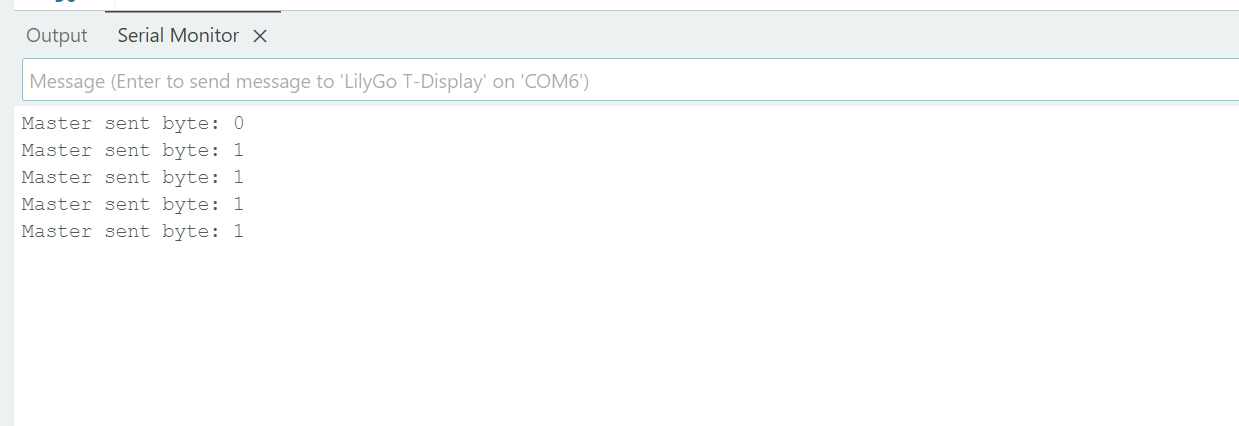 Output Serial Monitor
Message (Enter to send message to 'LilyGo T-Display' on 'COM6')
Master sent byte: 0
Master sent byte: 1
Master sent byte: 1
Master sent byte: 1
Master sent byte: 1